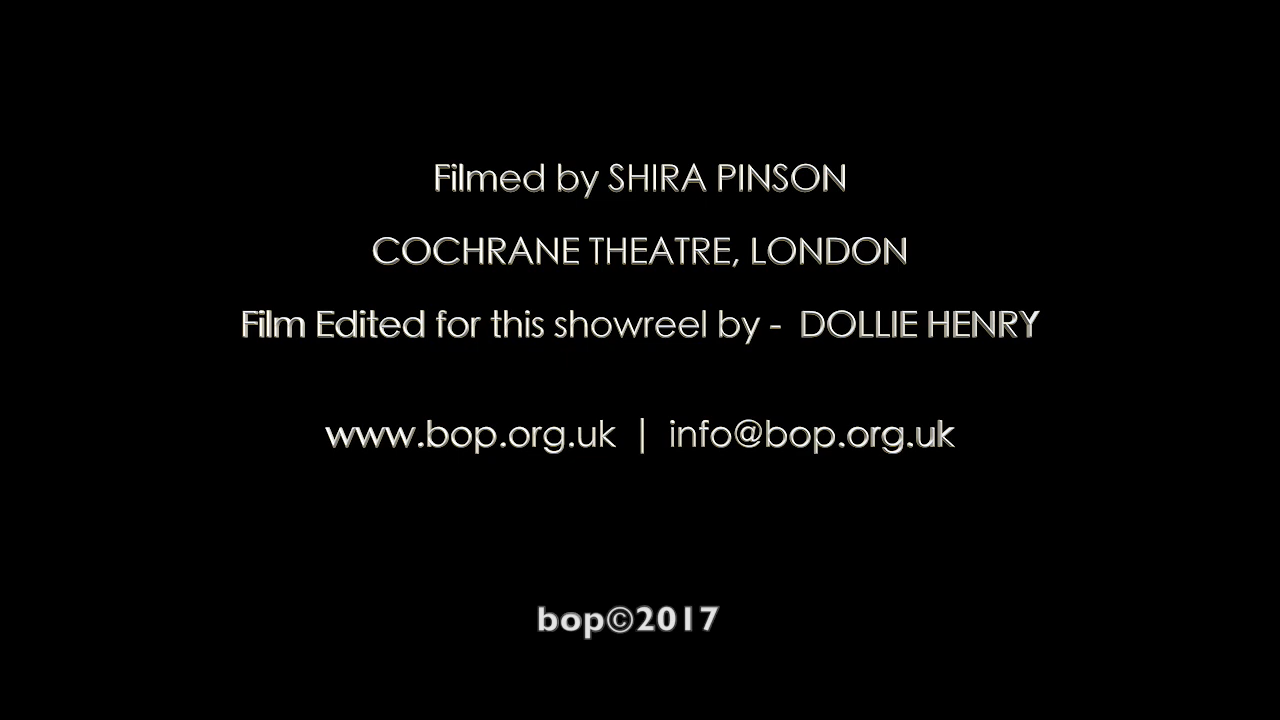 Filmed by SHIRA PINSON
COCHRANE THEATRE, LONDON
Film Edited for this showreel by - DOLLIE HENRY
www.bop.org.uk | info@bop.org.uk
bop©2017